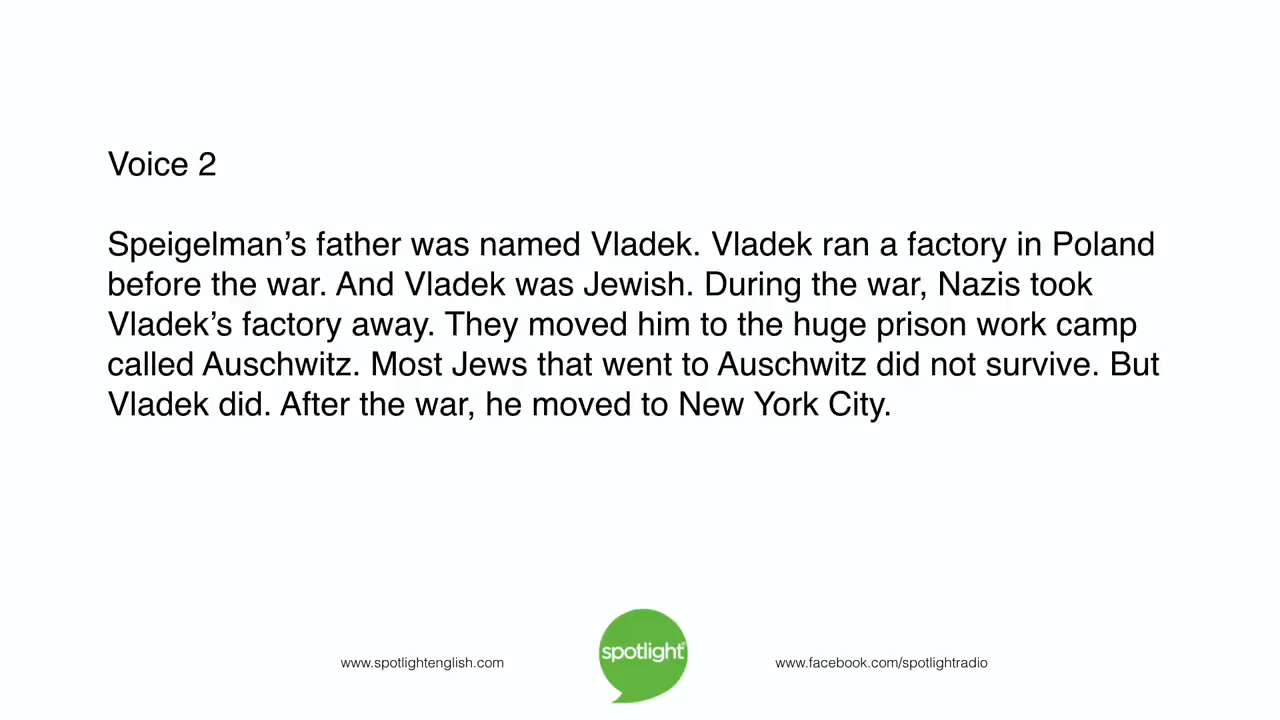 Voice 2
Speigelman’s father was named Vladek. Vladek ran a factory in Poland
before the war. And Vladek was Jewish. During the war, Nazis took
Vladek’s factory away. They moved him to the huge prison work camp
called Auschwitz. Most Jews that went to Auschwitz did not survive. But
Vladek did. After the war, he moved to New York City.
www.spotlightenglish.com
spotlight
www.facebook.com/spotlightradio